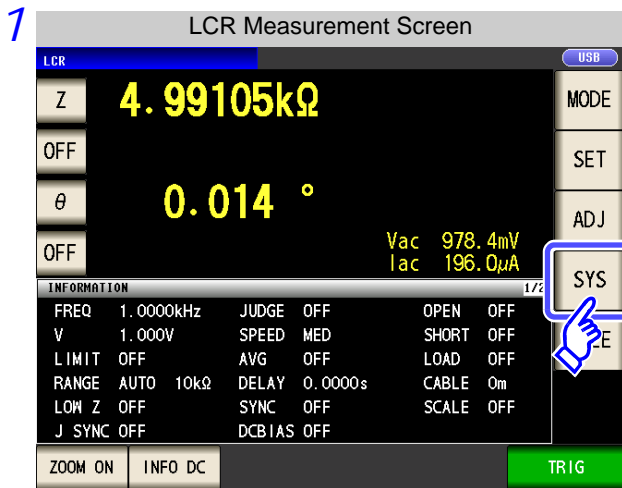 1
LCR Measurement Screen
LCR
USB
Z
4.99105kΩ
MODE
OFF
SET
θ
0.014 °
ADJ
OFF
Vac 978.4mV
Iac 196.0µA
SYS
INFORMATION
1/2
FREQ 1.0000kHz JUDGE OFF OPEN OFF
V 1.000V SPEED MED SHORT OFF
LIMIT OFF AVG OFF LOAD OFF
RANGE AUTO 10kΩ DELAY 0.0000s CABLE 0m
LOW Z OFF SYNC OFF SCALE OFF
J SYNC OFF DCBIAS OFF
ZOOM ON INFO DC TRIG